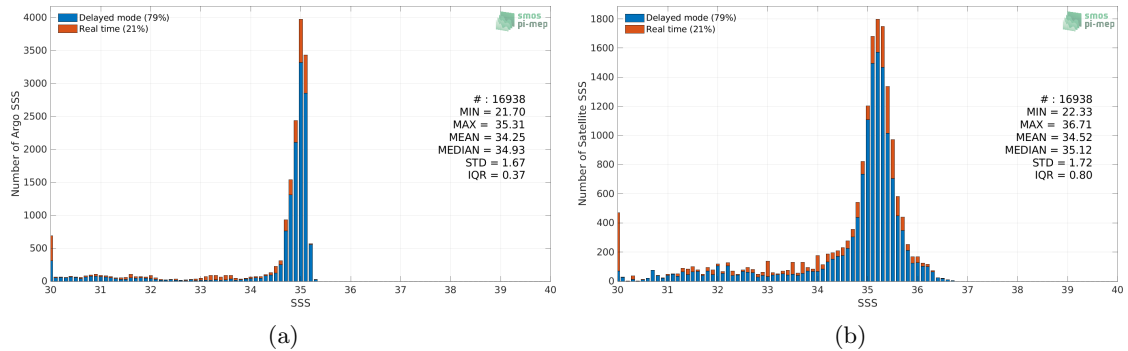 Delayed mode (79%)
Real time (21%)
smos
pi-mep
4000
3500
3000
2500
2000
1500
1000
500
0
Number of Argo SSS
# : 16938
MIN = 21.70
MAX = 35.31
MEAN = 34.25
MEDIAN = 34.93
STD = 1.67
IQR = 0.37
30 31 32 33 34 35 36 37 38 39 40
SSS
(a)
Delayed mode (79%)
Real time (21%)
smos
pi-mep
1800
1600
1400
1200
1000
800
600
400
200
0
Number of Satellite SSS
# : 16938
MIN = 22.33
MAX = 36.71
MEAN = 34.52
MEDIAN = 35.12
STD = 1.72
IQR = 0.80
30 31 32 33 34 35 36 37 38 39 40
SSS
(b)